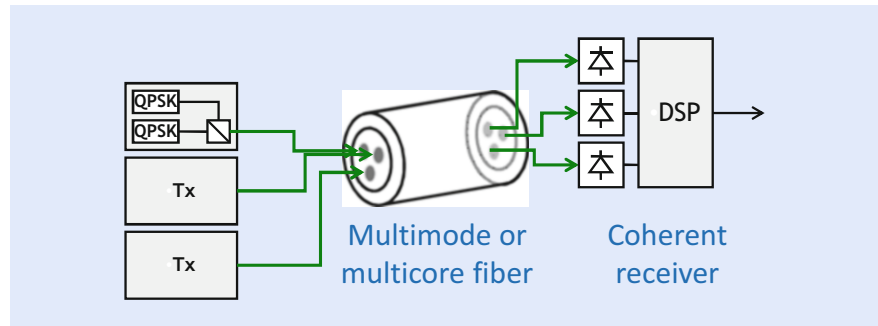 QPSK
QPSK
Tx
Tx
DSP
Multimode or
multicore fiber
Coherent
receiver